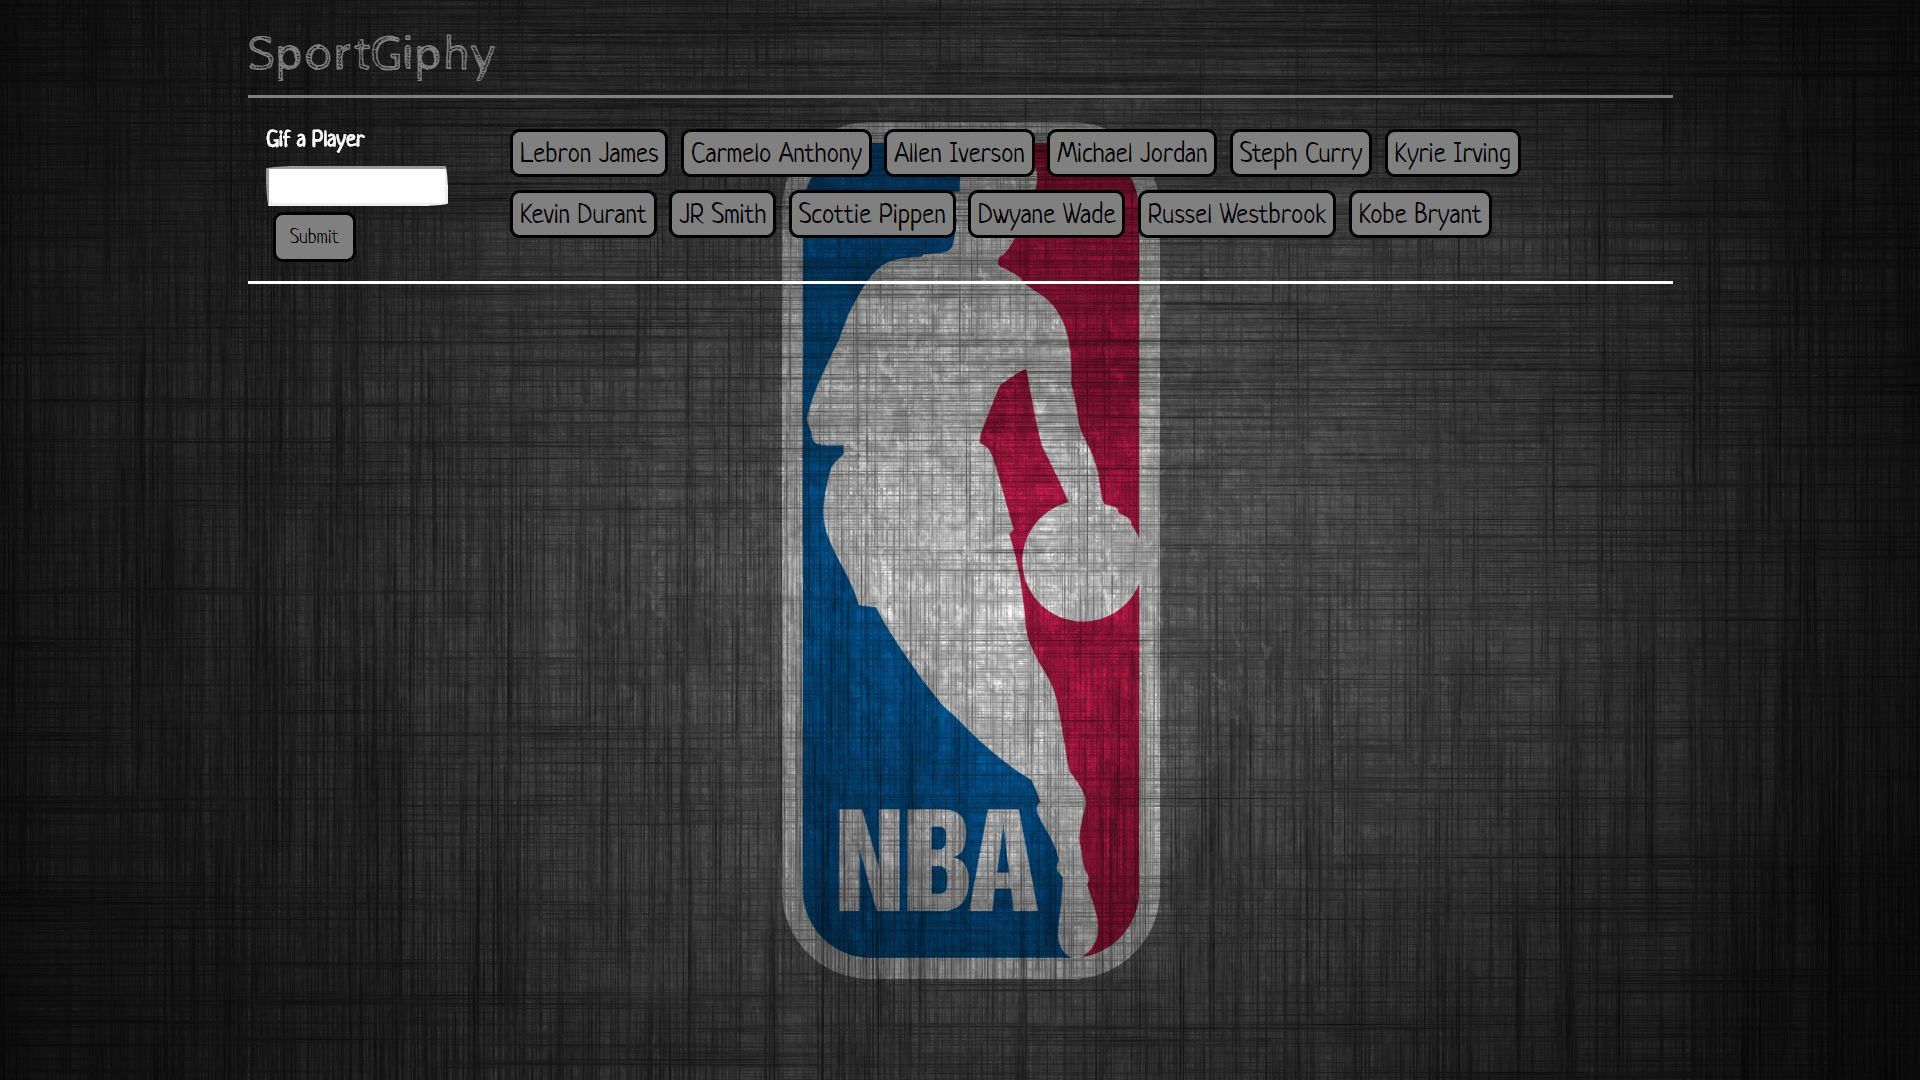 SportGiphy
Gif a Player
Lebron James Carmelo Anthony Allen Iverson Michael Jordan Steph Curry Kyrie Irving
Kevin Durant JR Smith Scottie Pippen Dwyane Wade Russel Westbrook Kobe Bryant
Submit
NBA